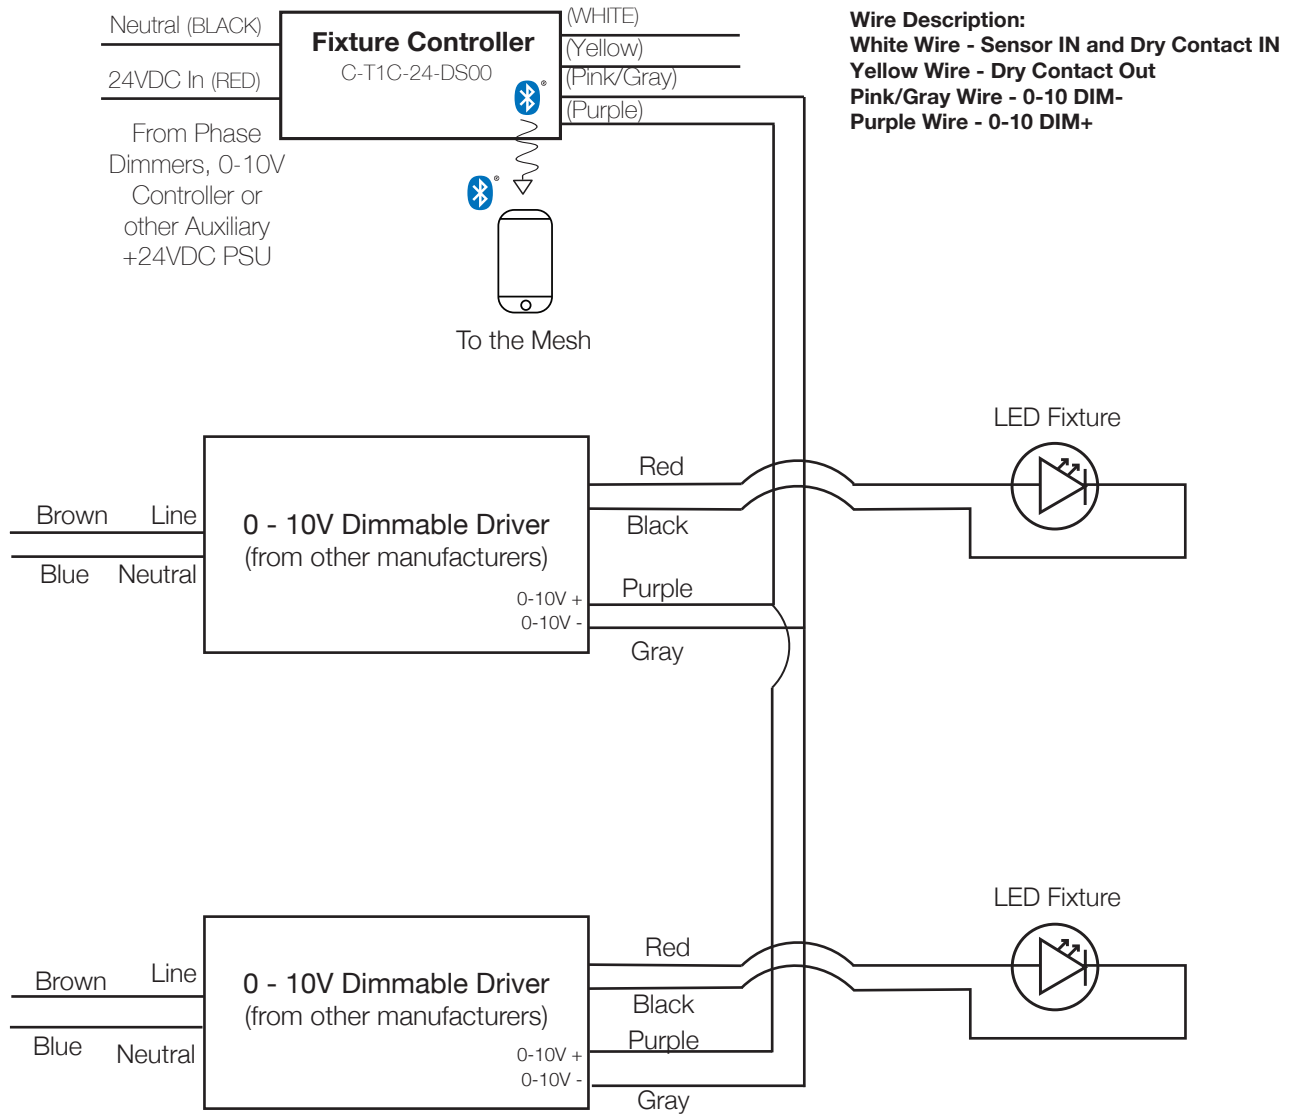 Neutral (BLACK)
24VDC In (RED)
From Phase
Dimmers, 0-10V
Controller or
other Auxiliary
+24VDC PSU
Fixture Controller
C-T1C-24-DS00
®
(WHITE)
(Yellow)
(Pink/Gray)
(Purple)
®
To the Mesh
Wire Description:
White Wire - Sensor IN and Dry Contact IN
Yellow Wire - Dry Contact Out
Pink/Gray Wire - 0-10 DIM-
Purple Wire - 0-10 DIM+
LED Fixture
Brown Line
Blue Neutral
0 - 10V Dimmable Driver
(from other manufacturers)
0-10V +
0-10V -
Red
Black
Purple
Gray
LED Fixture
Brown Line
Blue Neutral
0 - 10V Dimmable Driver
(from other manufacturers)
0-10V +
0-10V -
Red
Black
Purple
Gray